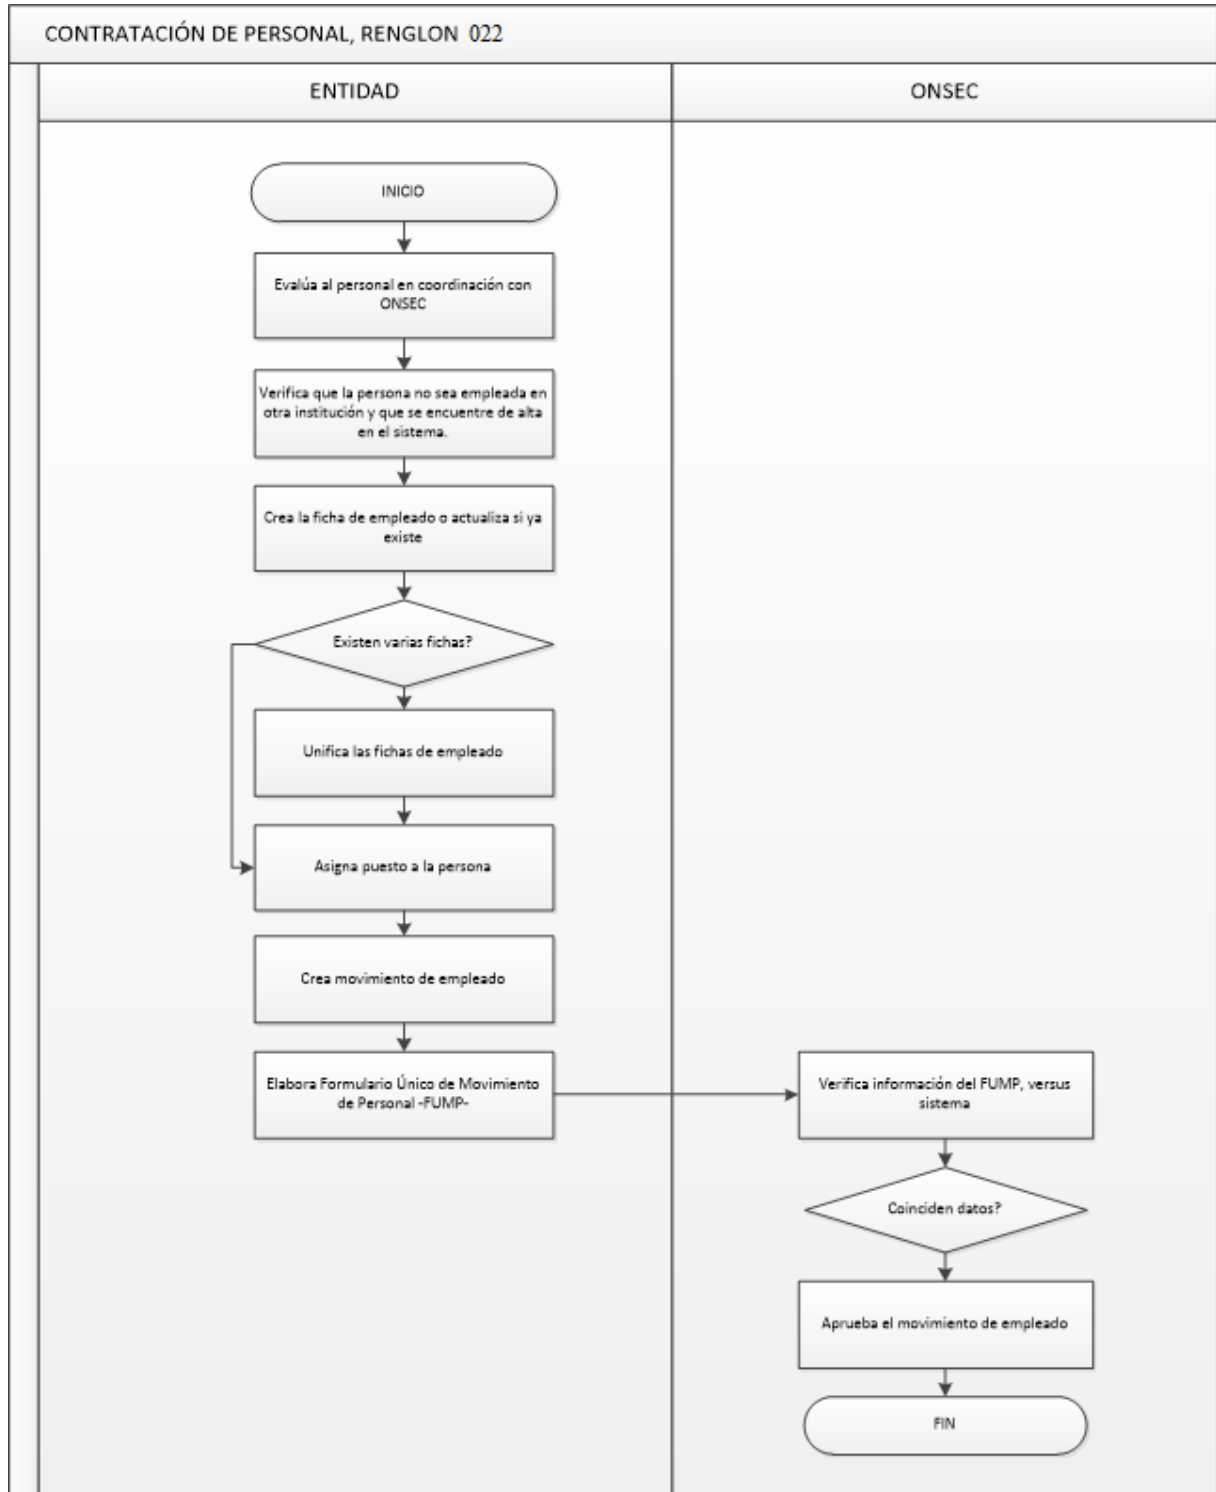 CONTRATACIÓN DE PERSONAL, RENGLON 022
ENTIDAD
ONSEC
INICIO
Evalúa al personal en coordinación con
ONSEC
Verifica que la persona no sea empleada en
otra institución y que se encuentre de alta
en el sistema.
Crea la ficha de empleado o actualiza si ya
existe
Existen varias fichas?
Unifica las fichas de empleado
Asigna puesto a la persona
Crea movimiento de empleado
Elabora Formulario Único de Movimiento
de Personal -FUMP-
Verifica información del FUMP, versus
sistema
Coinciden datos?
Aprueba el movimiento de empleado
FIN